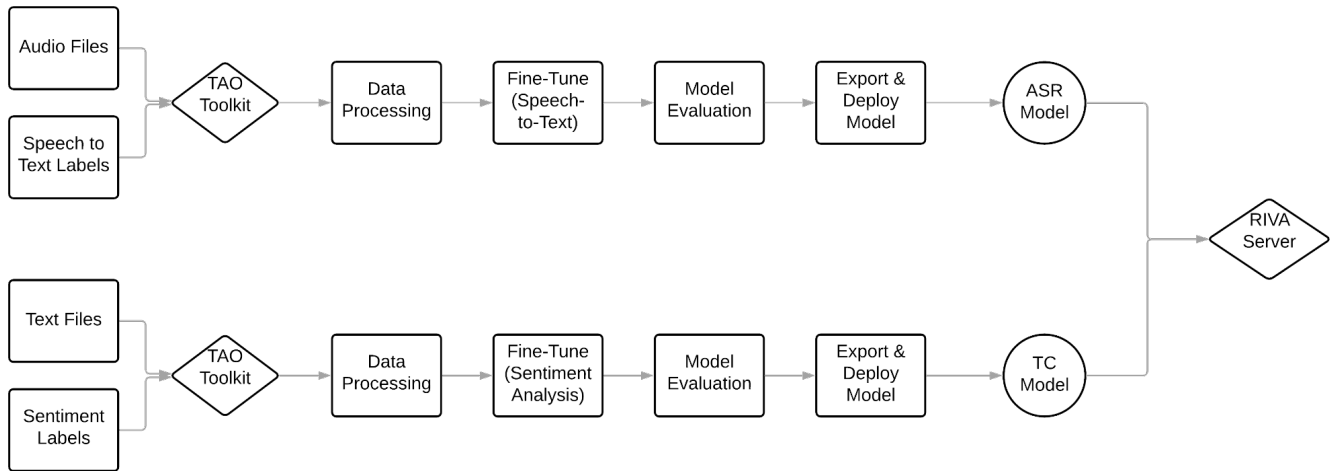 Audio Files
Speech to
Text Labels
TAO
Toolkit
Data
Processing
Fine-Tune
(Speech-
to-Text)
Model
Evaluation
Export &
Deploy
Model
ASR
Model
RIVA
Server
Text Files
Sentiment
Labels
TAO
Toolkit
Data
Processing
Fine-Tune
(Sentiment
Analysis)
Model
Evaluation
Export &
Deploy
Model
TC
Model